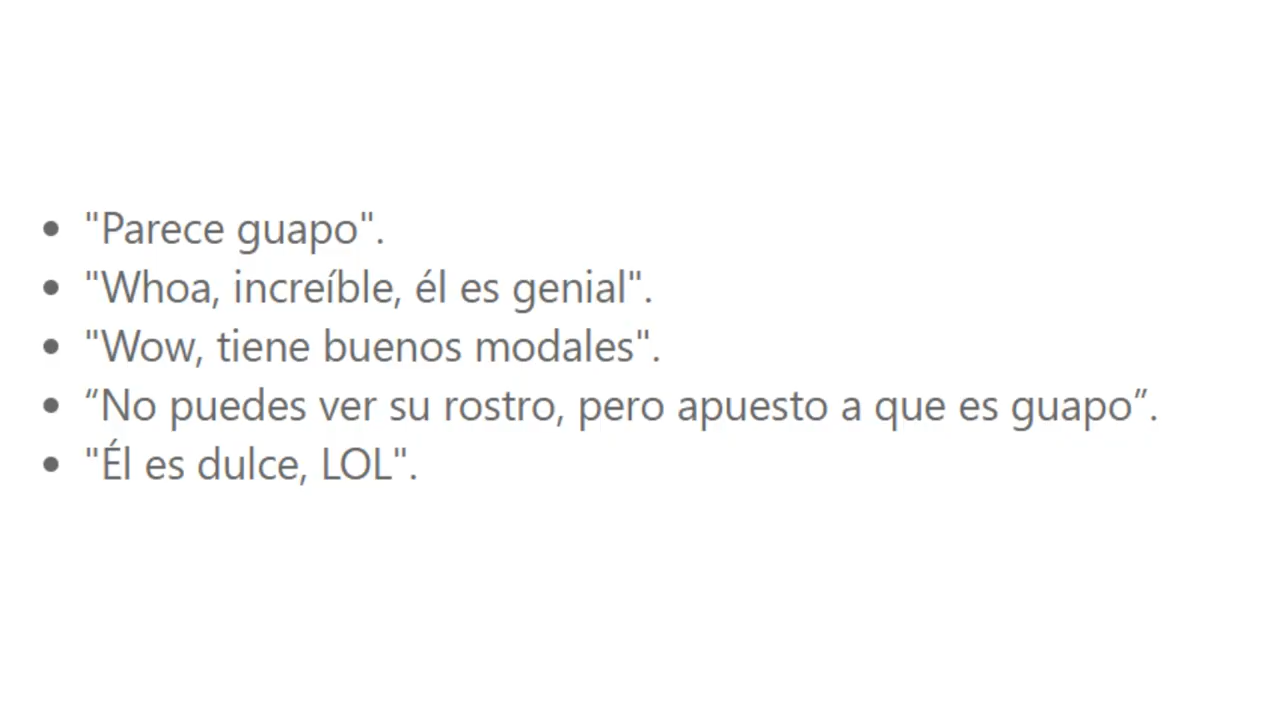 • "Parece guapo".
• "Whoa, increíble, él es genial".
• "Wow, tiene buenos modales".
• “No puedes ver su rostro, pero apuesto a que es guapo”.
• "Él es dulce, LOL".